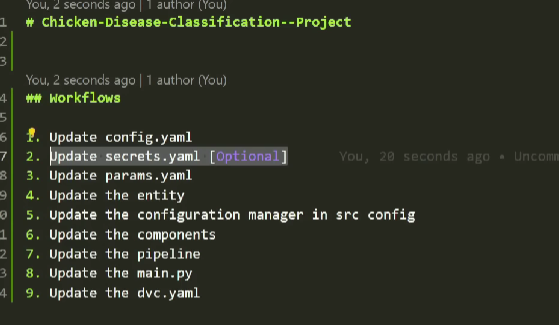 You, 2 seconds ago | 1 author (You)
1 # Chicken-Disease-Classification--Project
2
3
You, 2 seconds ago | 1 author (You)
4 ## Workflows
5
6 1. Update config.yaml
7 2. Update secrets.yaml [Optional] You, 20 seconds ago • Uncomm
8 3. Update params.yaml
9 4. Update the entity
0 5. Update the configuration manager in src config
1 6. Update the components
2 7. Update the pipeline
3 8. Update the main.py
4 9. Update the dvc.yaml